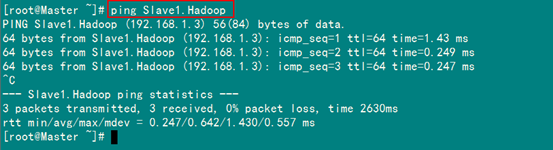 [root@Master ~]# ping Slave1.Hadoop
PING Slave1.Hadoop (192.168.1.3) 56(84) bytes of data.
64 bytes from Slave1.Hadoop (192.168.1.3): icmp_seq=1 ttl=64 time=1.43 ms
64 bytes from Slave1.Hadoop (192.168.1.3): icmp_seq=2 ttl=64 time=0.249 ms
64 bytes from Slave1.Hadoop (192.168.1.3): icmp_seq=3 ttl=64 time=0.247 ms
^C
--- Slave1.Hadoop ping statistics ---
3 packets transmitted, 3 received, 0% packet loss, time 2630ms
rtt min/avg/max/mdev = 0.247/0.642/1.430/0.557 ms
[root@Master ~]#